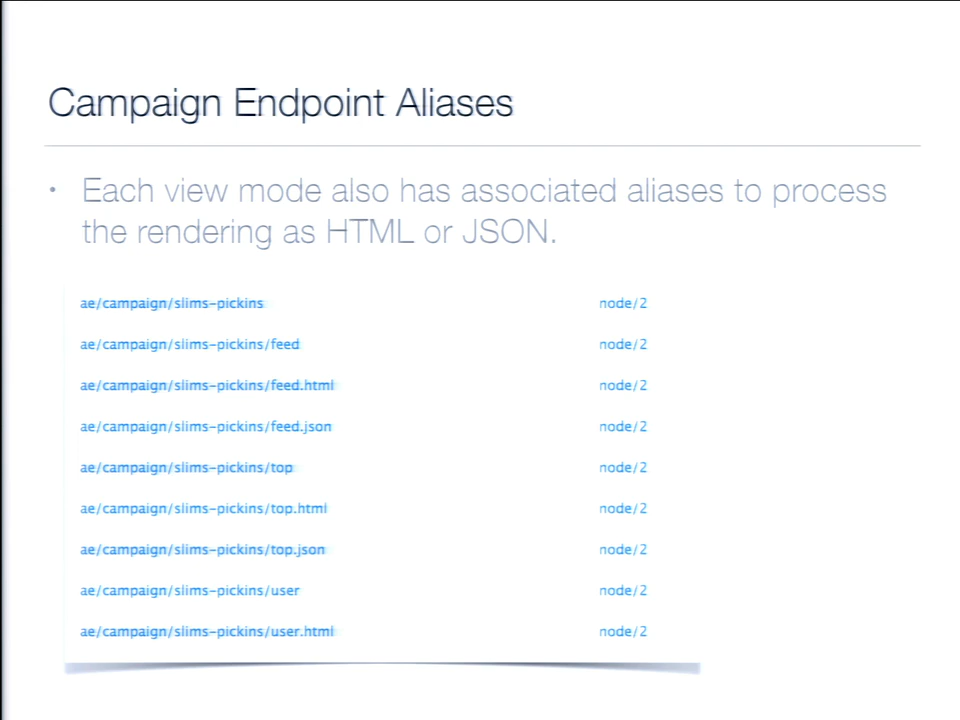 Campaign Endpoint Aliases
• Each view mode also has associated aliases to process
the rendering as HTML or JSON.
ae/campaign/slims-pickins node/2
ae/campaign/slims-pickins/feed node/2
ae/campaign/slims-pickins/feed.html node/2
ae/campaign/slims-pickins/feed.json node/2
ae/campaign/slims-pickins/top node/2
ae/campaign/slims-pickins/top.html node/2
ae/campaign/slims-pickins/top.json node/2
ae/campaign/slims-pickins/user node/2
ae/campaign/slims-pickins/user.html node/2